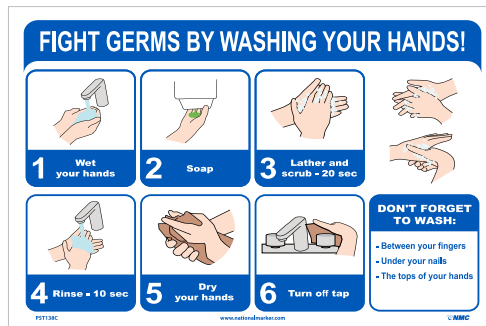 FIGHT GERMS BY WASHING YOUR HANDS!
1 Wet
your hands
2 Soap
3 Lather and
scrub - 20 sec
4 Rinse - 10 sec
5 Dry
your hands
6 Turn off tap
DON'T FORGET
TO WASH:
- Between your fingers
- Under your nails
- The tops of your hands
PST138C
www.nationalmarker.com
NMC